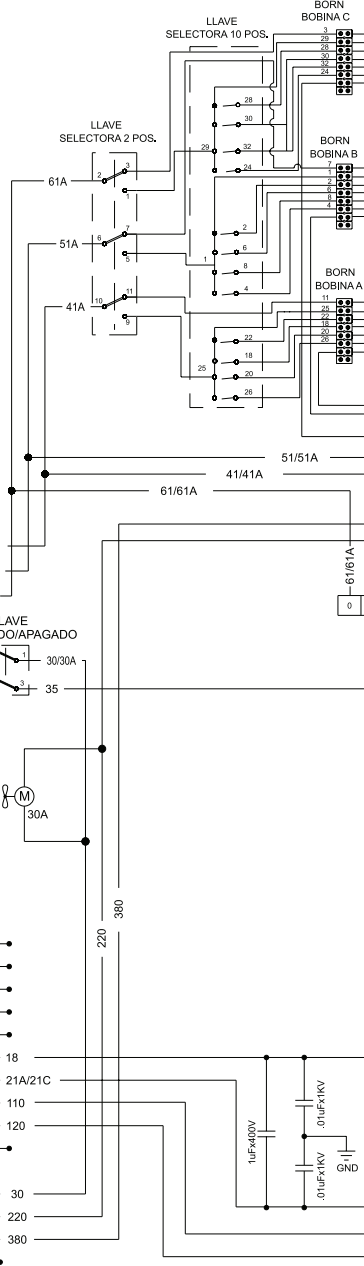 BORN
BOBINA C
LLAVE
SELECTORA 10 POS.
3
29
28
30
32
24
28
30
LLAVE
SELECTORA 2 POS.
29
32
24
BORN
BOBINA B
7
1
2
6
8
4
61A
2
3
1
51A
6
7
5
2
6
1
8
4
BORN
BOBINA A
41A
10
11
9
11
25
22
18
20
26
22
18
25
20
26
51/51A
41/41A
61/61A
61/61A
0
LAVE
DO/APAGADO
1
30/30A
3
35
M
30A
380
220
18
21A/21C
110
120
1uFx400V
.01uFx1KV
.01uFx1KV
GND
30
220
380